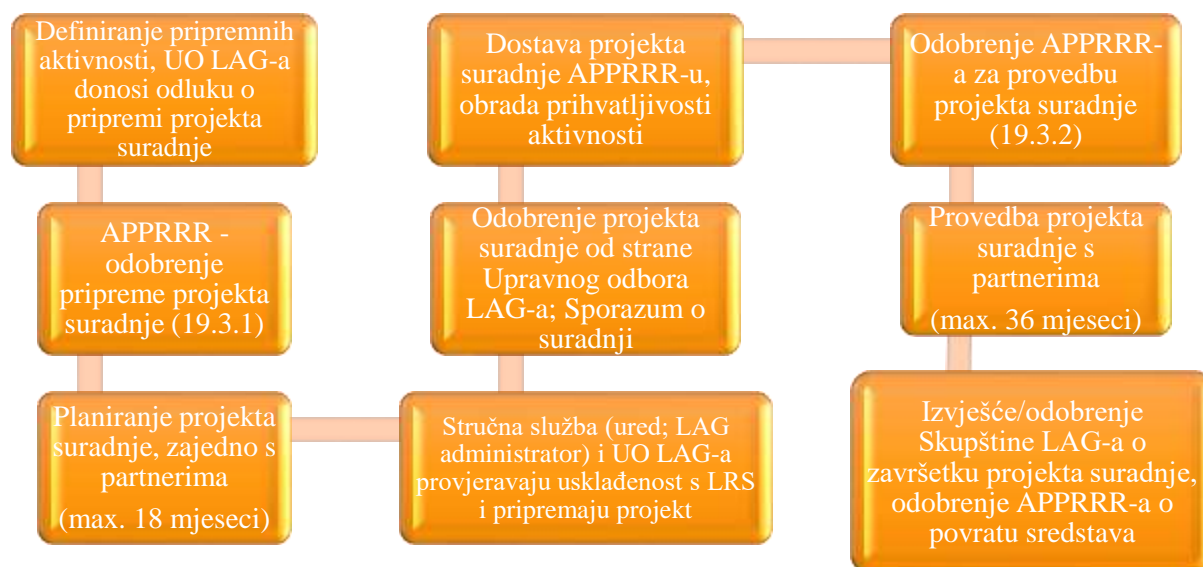 Definiranje pripremnih
aktivnosti, UO LAG-a
donosi odluku o
pripremi projekta
suradnje
APPRRR -
odobrenje
pripreme projekta
suradnje (19.3.1)
Planiranje projekta
suradnje, zajedno s
partnerima
(max. 18 mjeseci)
Stručna služba (ured; LAG
administrator) i UO LAG-a
provjeravaju usklađenost s LRS
i pripremaju projekt
Odobrenje projekta
suradnje od strane
Upravnog odbora
LAG-a; Sporazum o
suradnji
Dostava projekta
suradnje APPRRR-u,
obrada prihvatljivosti
aktivnosti
Odobrenje APPRRR-
a za provedbu
projekta suradnje
(19.3.2)
Provedba projekta
suradnje s
partnerima
(max. 36 mjeseci)
Izvješće/odobrenje
Skupštine LAG-a o
završetku projekta suradnje,
odobrenje APPRRR-a o
povratu sredstava